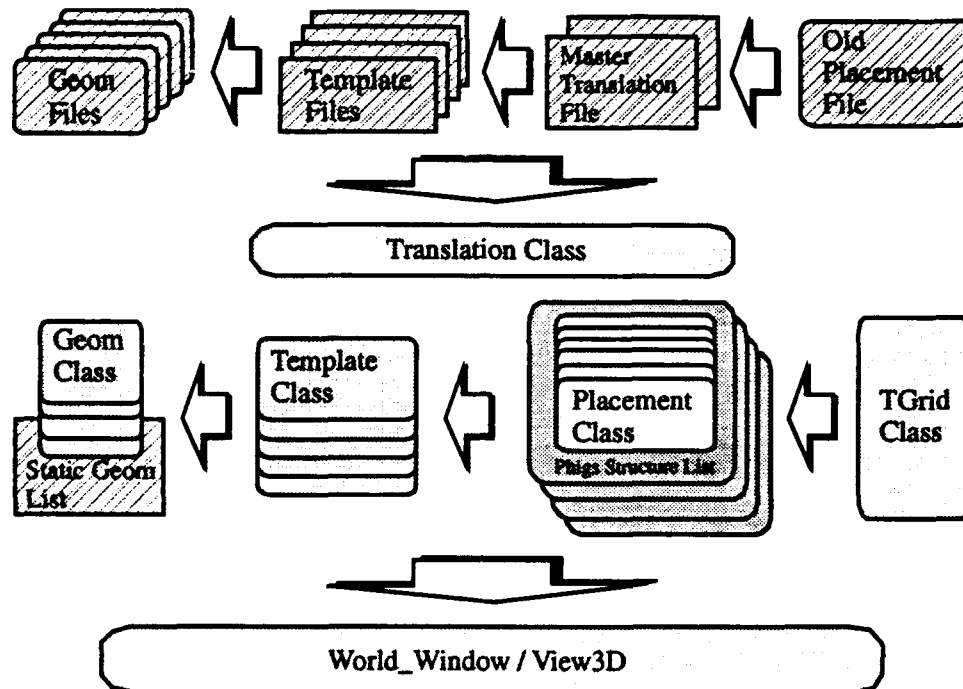 Geom
Files
Template
Files
Master
Translation
File
Old
Placement
File
Translation Class
Geom
Class
Static Geom
List
Template
Class
Placement
Class
Phigs Structure List
TGrid
Class
World_Window / View3D